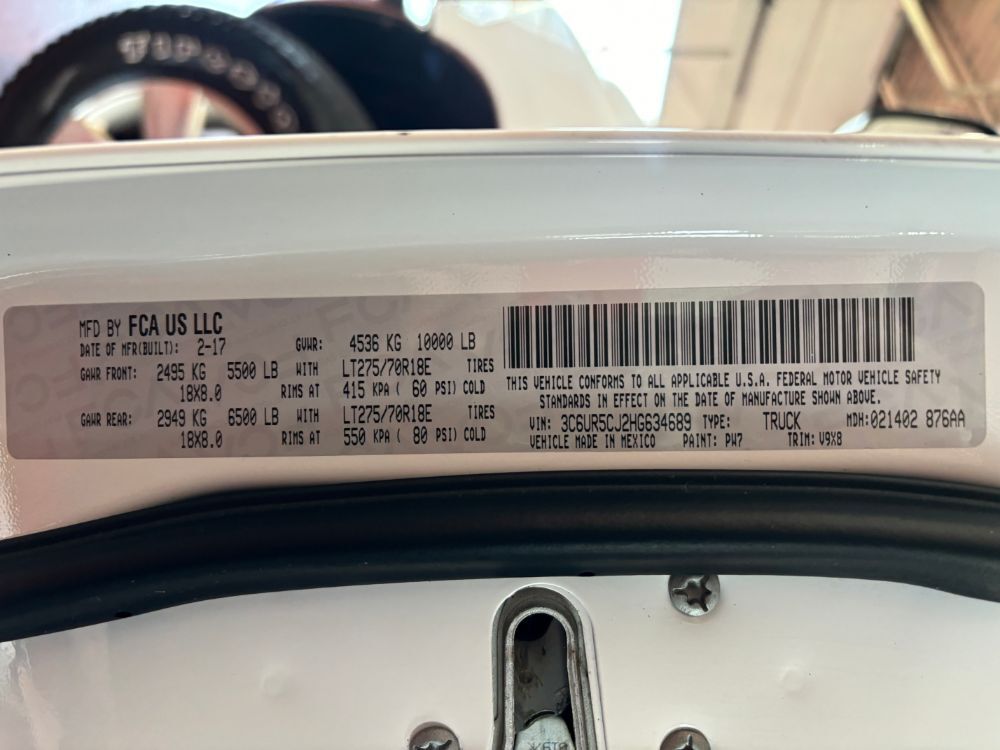 MFD BY FCA US LLC
DATE OF MFR(BUILT): 2-17 GVWR: 4536 KG 10000 LB
GAWR FRONT: 2495 KG 5500 LB WITH LT275/70R18E TIRES
18X8.0 RIMS AT 415 KPA ( 60 PSI) COLD
GAWR REAR: 2949 KG 6500 LB WITH LT275/70R18E TIRES
18X8.0 RIMS AT 550 KPA ( 80 PSI) COLD
THIS VEHICLE CONFORMS TO ALL APPLICABLE U.S.A. FEDERAL MOTOR VEHICLE SAFETY
STANDARDS IN EFFECT ON THE DATE OF MANUFACTURE SHOWN ABOVE.
VIN: 3C6UR5CJ2HG634689 TYPE: TRUCK MDH:021402 876AA
VEHICLE MADE IN MEXICO PAINT: PW7 TRIM: V9X8